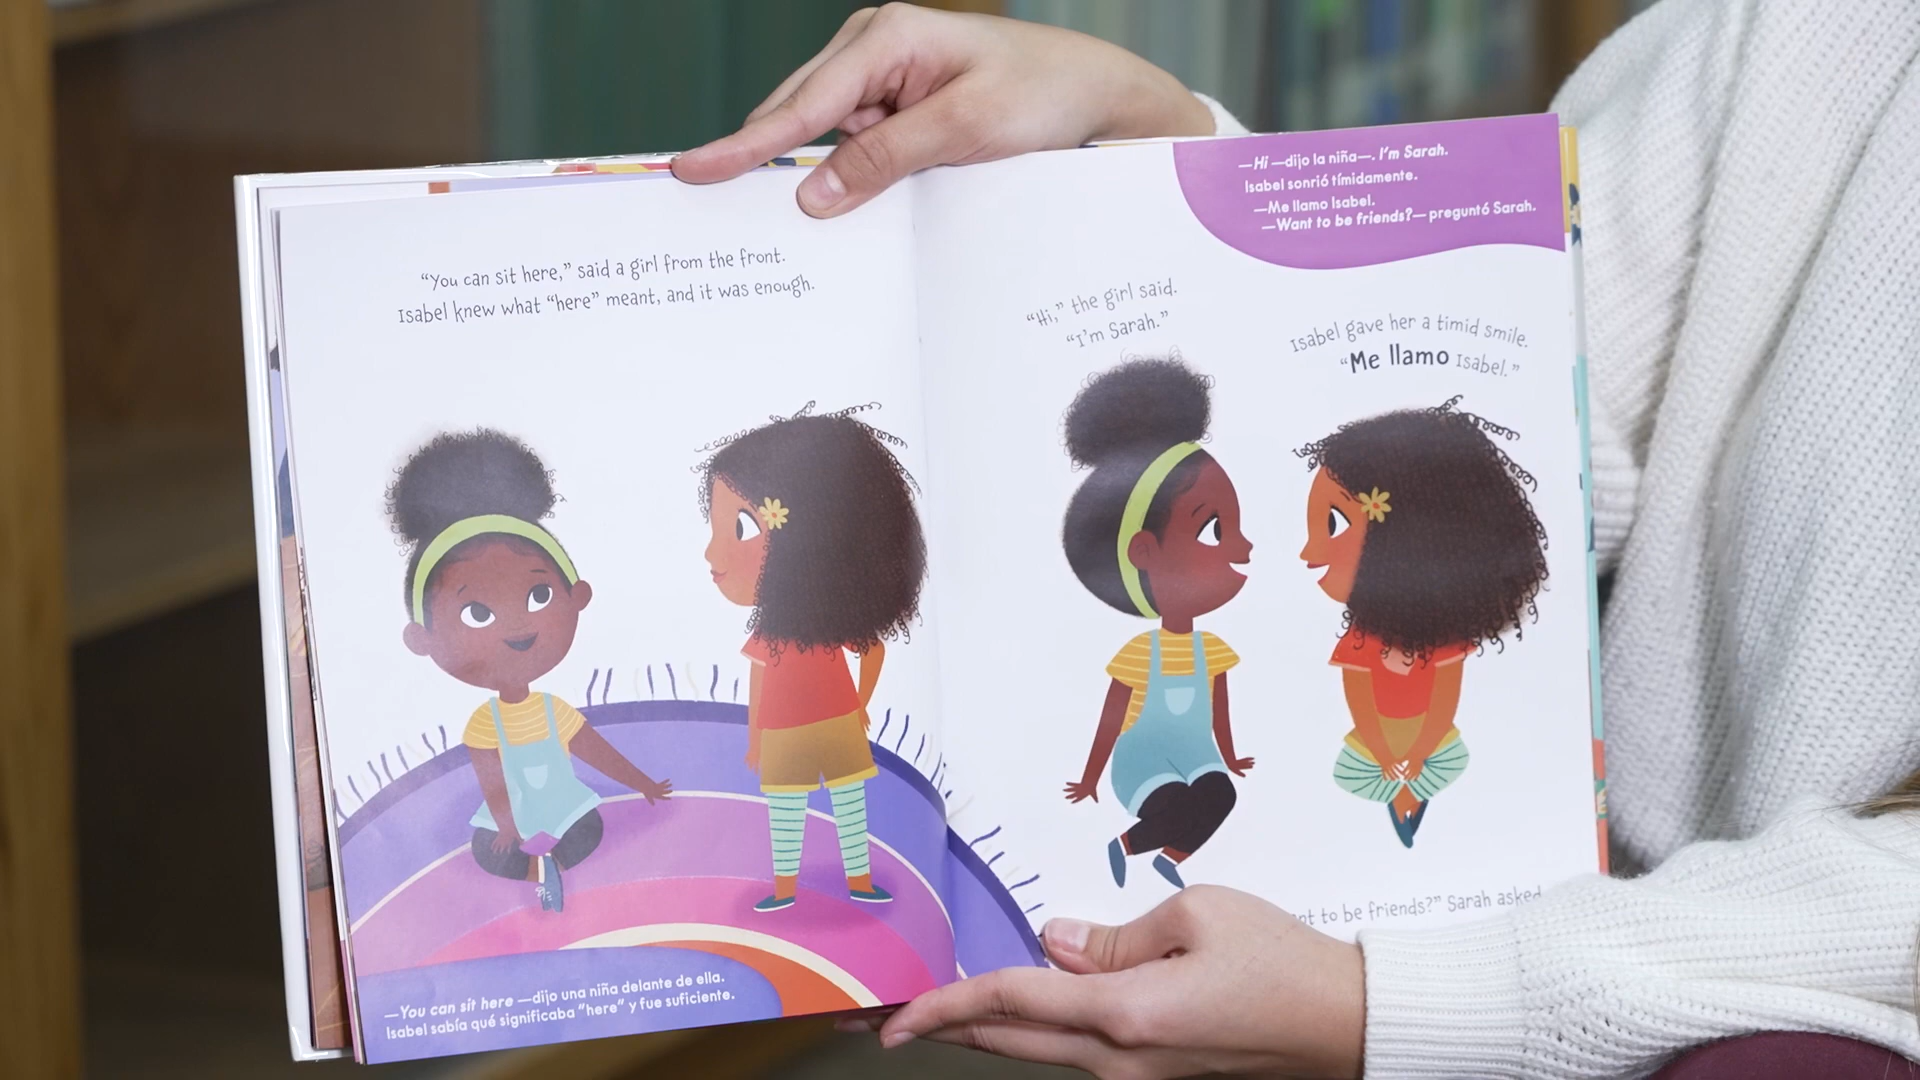 “You can sit here,” said a girl from the front.
Isabel knew what “here” meant, and it was enough.
—You can sit here —dijo una niña delante de ella.
Isabel sabía qué significaba “here” y fue suficiente.
—Hi —dijo la niña—. I’m Sarah.
Isabel sonrió tímidamente.
—Me llamo Isabel.
—Want to be friends?— preguntó Sarah.
“Hi,” the girl said.
“I’m Sarah.”
Isabel gave her a timid smile.
“Me llamo Isabel.”
to be friends?” Sarah asked